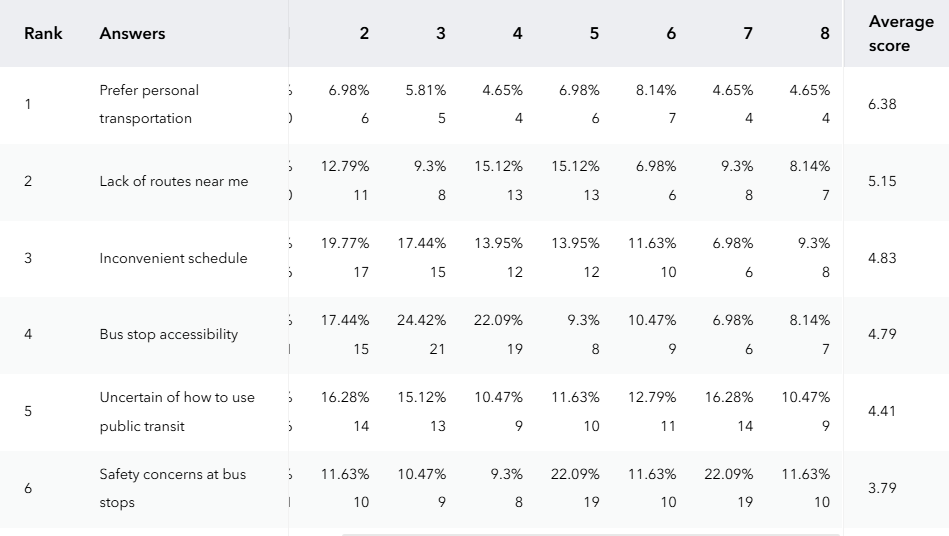 Rank Answers 2 3 4 5 6 7 8 Average score
1 Prefer personal transportation 6.98% 5.81% 4.65% 6.98% 8.14% 4.65% 4.65% 6.38
6 5 4 6 7 4 4
2 Lack of routes near me 12.79% 9.3% 15.12% 15.12% 6.98% 9.3% 8.14% 5.15
11 8 13 13 6 8 7
3 Inconvenient schedule 19.77% 17.44% 13.95% 13.95% 11.63% 6.98% 9.3% 4.83
17 15 12 12 10 6 8
4 Bus stop accessibility 17.44% 24.42% 22.09% 9.3% 10.47% 6.98% 8.14% 4.79
15 21 19 8 9 6 7
5 Uncertain of how to use public transit 16.28% 15.12% 10.47% 11.63% 12.79% 16.28% 10.47% 4.41
14 13 9 10 11 14 9
6 Safety concerns at bus stops 11.63% 10.47% 9.3% 22.09% 11.63% 22.09% 11.63% 3.79
10 9 8 19 10 19 10